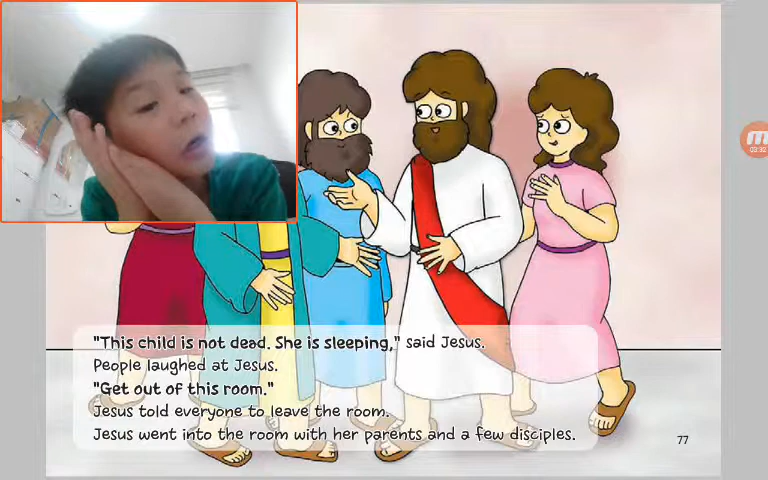 "This child is not dead. She is sleeping," said Jesus.
People laughed at Jesus.
"Get out of this room."
Jesus told everyone to leave the room.
Jesus went into the room with her parents and a few disciples.
77
M
03:32